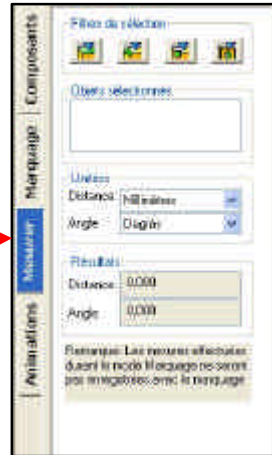 Composants
Marquage
Mesurer
Animations
Filtres de sélection
Objets sélectionnés
Unités
Distance Millimètres
Angle Degrés
Résultats
Distance 0,000
Angle 0,000
Remarque: Les mesures effectuées
durant le mode Marquage ne seront
pas enregistrées avec le marquage